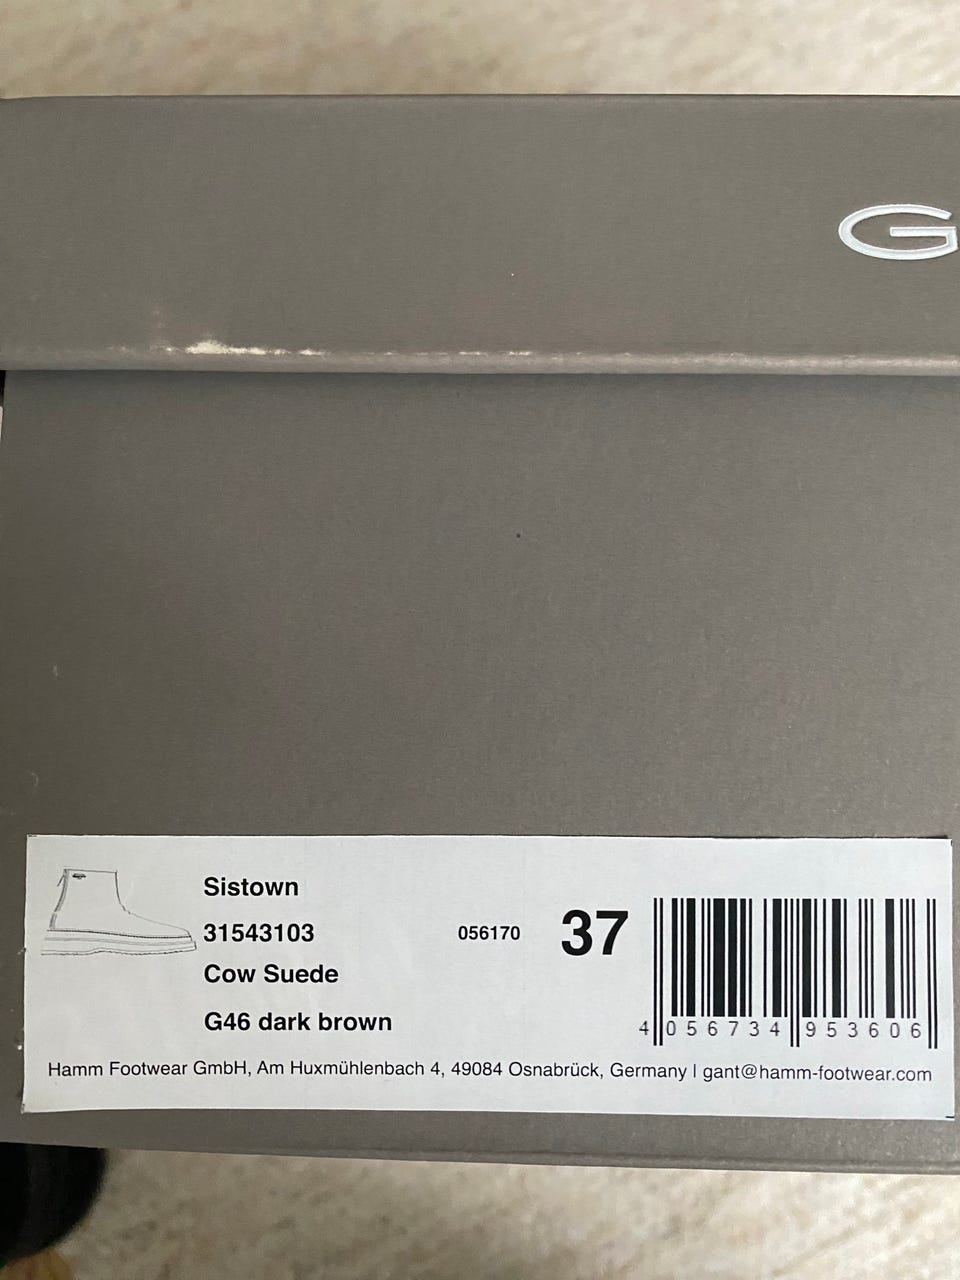 G
Sistown
31543103 056170 37
Cow Suede
G46 dark brown
4 056734 953606
Hamm Footwear GmbH, Am Huxmühlenbach 4, 49084 Osnabrück, Germany | gant@hamm-footwear.com